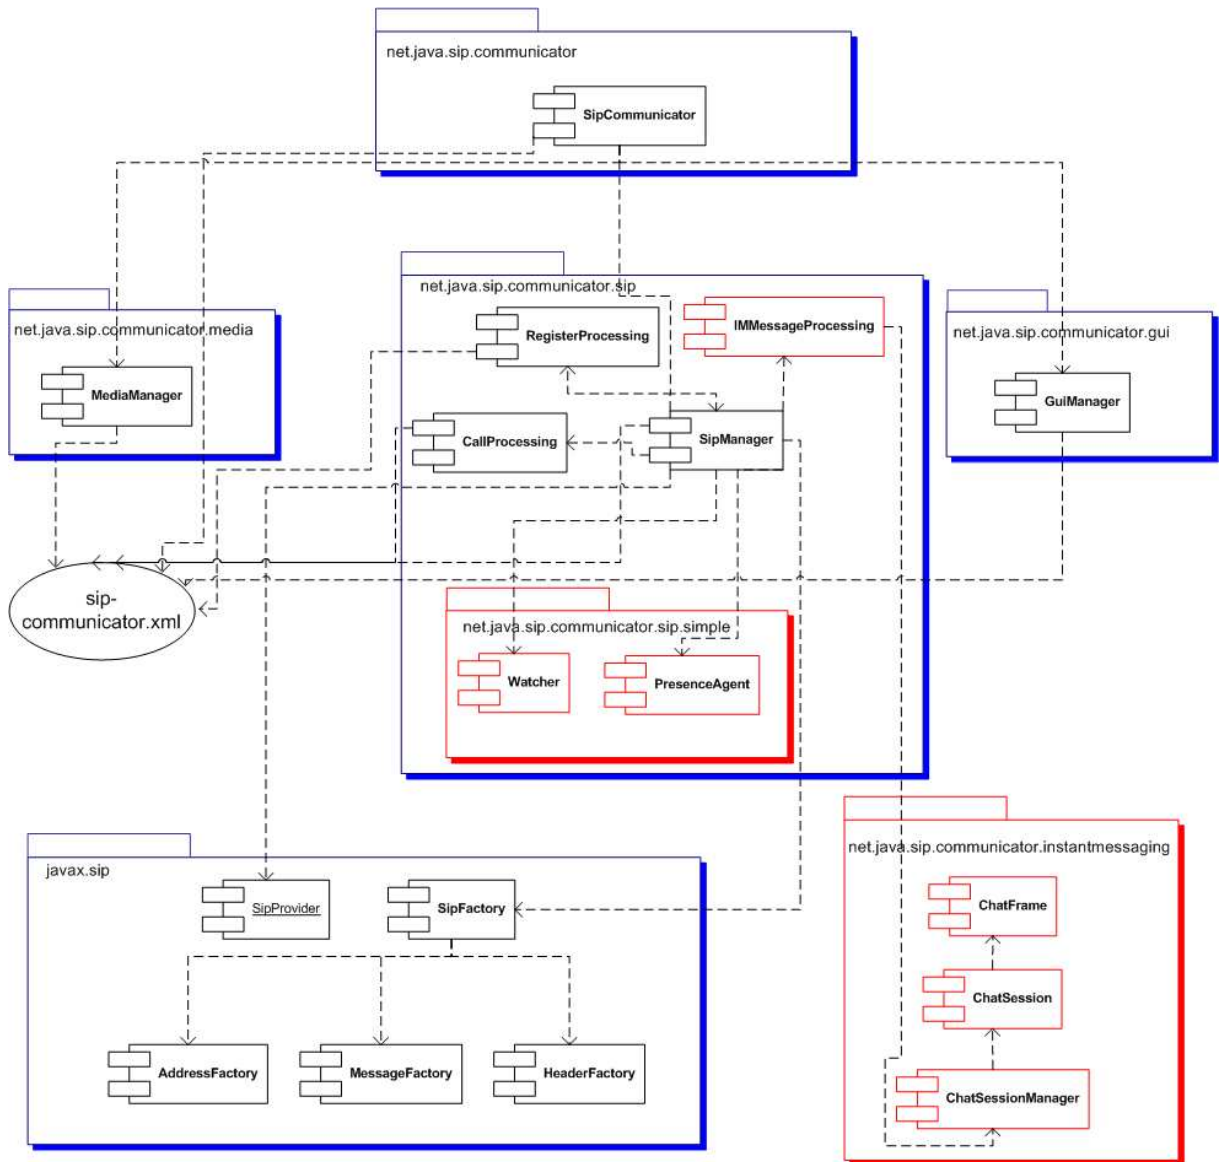 net.java.sip.communicator
SipCommunicator
net.java.sip.communicator.media
MediaManager
net.java.sip.communicator.sip
RegisterProcessing
IMMessageProcessing
CallProcessing
SipManager
net.java.sip.communicator.gui
GuiManager
sip-
communicator.xml
net.java.sip.communicator.sip.simple
Watcher
PresenceAgent
javax.sip
SipProvider
SipFactory
AddressFactory
MessageFactory
HeaderFactory
net.java.sip.communicator.instantmessaging
ChatFrame
ChatSession
ChatSessionManager